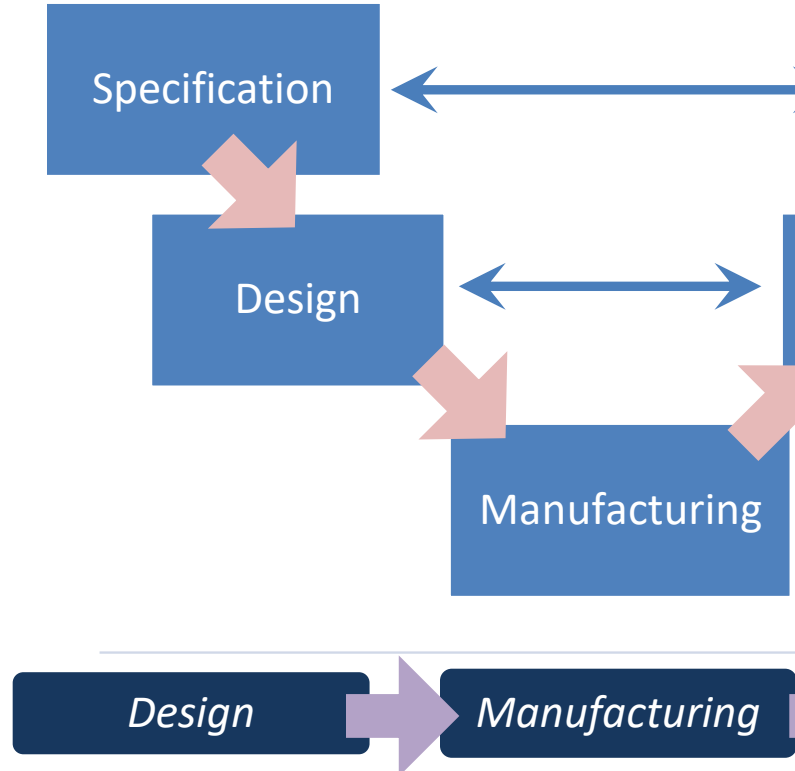 Specification
Design
Manufacturing
Design
Manufacturing